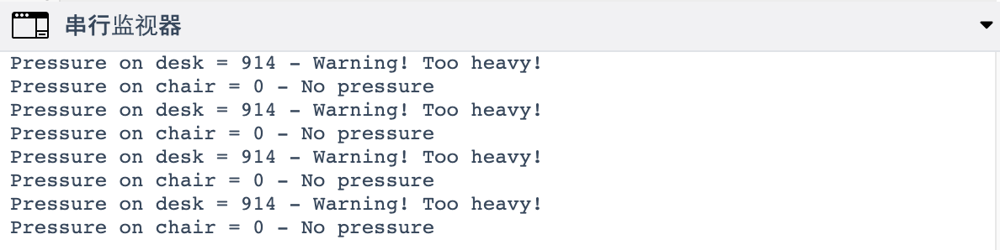 串行监视器
Pressure on desk = 914 - Warning! Too heavy!
Pressure on chair = 0 - No pressure
Pressure on desk = 914 - Warning! Too heavy!
Pressure on chair = 0 - No pressure
Pressure on desk = 914 - Warning! Too heavy!
Pressure on chair = 0 - No pressure
Pressure on desk = 914 - Warning! Too heavy!
Pressure on chair = 0 - No pressure